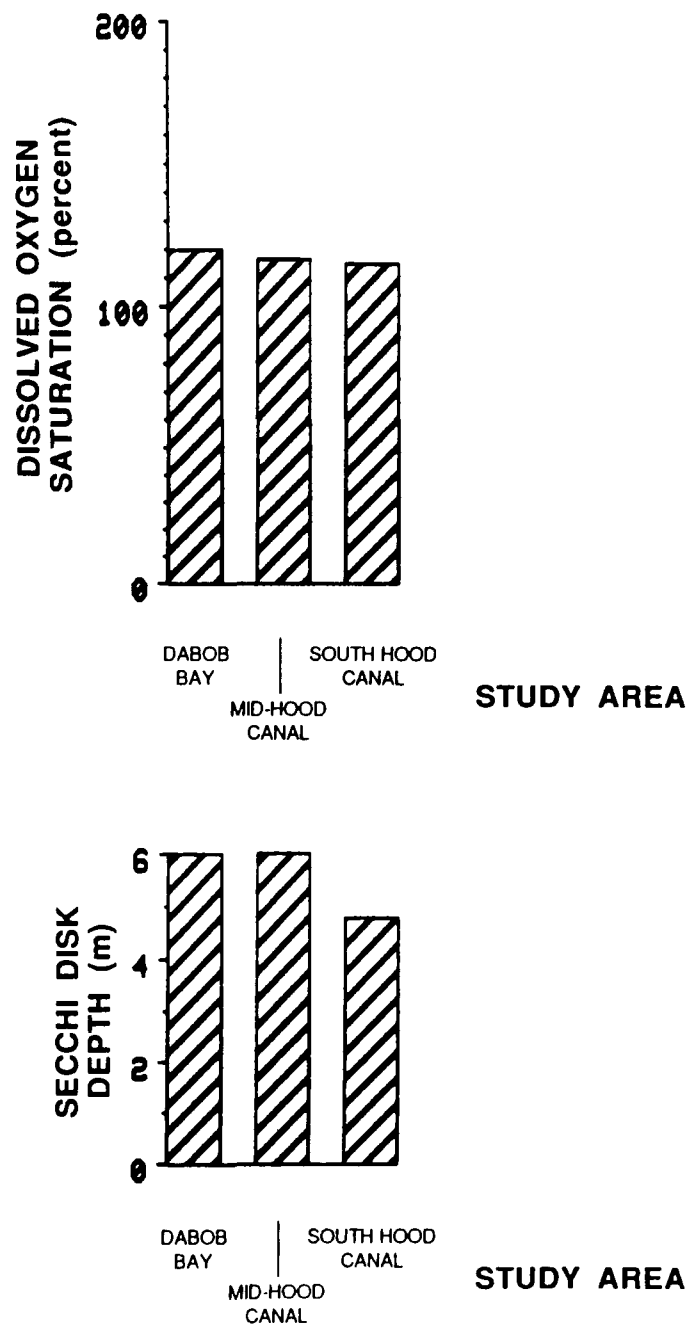 200
DISSOLVED OXYGEN
SATURATION (percent)
100
0
DABOB
BAY
SOUTH HOOD
CANAL
MID-HOOD
CANAL
STUDY AREA
6
SECCHI DISK
DEPTH (m)
4
2
0
DABOB
BAY
SOUTH HOOD
CANAL
MID-HOOD
CANAL
STUDY AREA